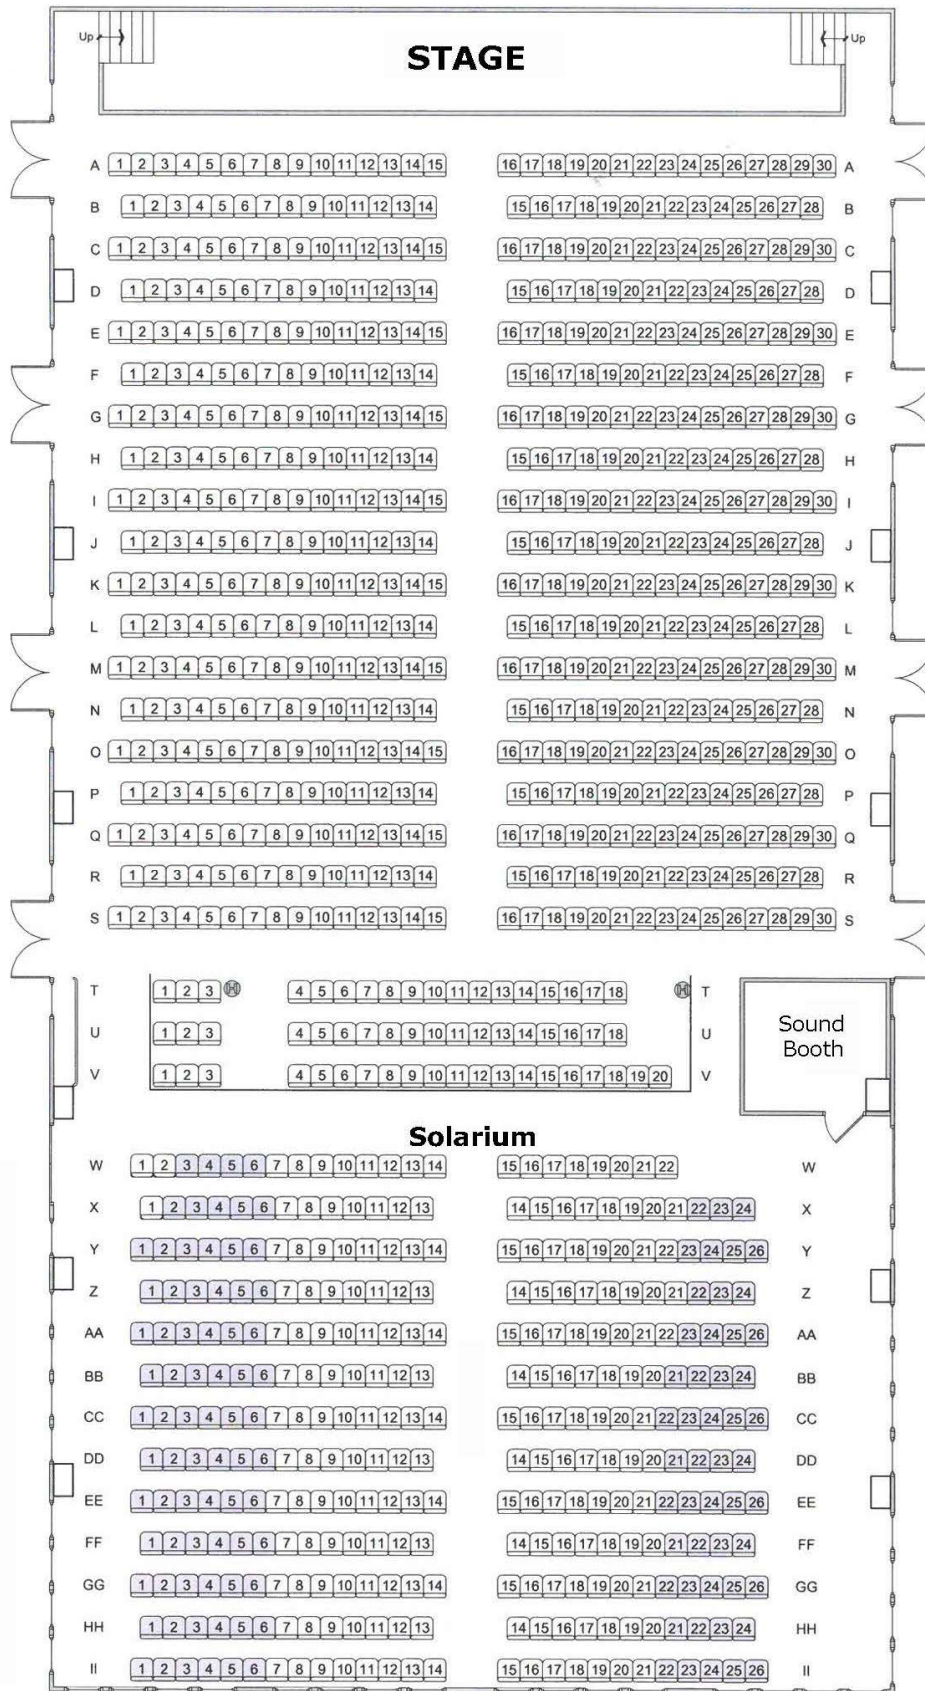 Up STAGE Up
A 1 2 3 4 5 6 7 8 9 10 11 12 13 14 15 16 17 18 19 20 21 22 23 24 25 26 27 28 29 30 A
B 1 2 3 4 5 6 7 8 9 10 11 12 13 14 15 16 17 18 19 20 21 22 23 24 25 26 27 28 B
C 1 2 3 4 5 6 7 8 9 10 11 12 13 14 15 16 17 18 19 20 21 22 23 24 25 26 27 28 29 30 C
D 1 2 3 4 5 6 7 8 9 10 11 12 13 14 15 16 17 18 19 20 21 22 23 24 25 26 27 28 D
E 1 2 3 4 5 6 7 8 9 10 11 12 13 14 15 16 17 18 19 20 21 22 23 24 25 26 27 28 29 30 E
F 1 2 3 4 5 6 7 8 9 10 11 12 13 14 15 16 17 18 19 20 21 22 23 24 25 26 27 28 F
G 1 2 3 4 5 6 7 8 9 10 11 12 13 14 15 16 17 18 19 20 21 22 23 24 25 26 27 28 29 30 G
H 1 2 3 4 5 6 7 8 9 10 11 12 13 14 15 16 17 18 19 20 21 22 23 24 25 26 27 28 H
I 1 2 3 4 5 6 7 8 9 10 11 12 13 14 15 16 17 18 19 20 21 22 23 24 25 26 27 28 29 30 I
J 1 2 3 4 5 6 7 8 9 10 11 12 13 14 15 16 17 18 19 20 21 22 23 24 25 26 27 28 J
K 1 2 3 4 5 6 7 8 9 10 11 12 13 14 15 16 17 18 19 20 21 22 23 24 25 26 27 28 29 30 K
L 1 2 3 4 5 6 7 8 9 10 11 12 13 14 15 16 17 18 19 20 21 22 23 24 25 26 27 28 L
M 1 2 3 4 5 6 7 8 9 10 11 12 13 14 15 16 17 18 19 20 21 22 23 24 25 26 27 28 29 30 M
N 1 2 3 4 5 6 7 8 9 10 11 12 13 14 15 16 17 18 19 20 21 22 23 24 25 26 27 28 N
O 1 2 3 4 5 6 7 8 9 10 11 12 13 14 15 16 17 18 19 20 21 22 23 24 25 26 27 28 29 30 O
P 1 2 3 4 5 6 7 8 9 10 11 12 13 14 15 16 17 18 19 20 21 22 23 24 25 26 27 28 P
Q 1 2 3 4 5 6 7 8 9 10 11 12 13 14 15 16 17 18 19 20 21 22 23 24 25 26 27 28 29 30 Q
R 1 2 3 4 5 6 7 8 9 10 11 12 13 14 15 16 17 18 19 20 21 22 23 24 25 26 27 28 R
S 1 2 3 4 5 6 7 8 9 10 11 12 13 14 15 16 17 18 19 20 21 22 23 24 25 26 27 28 29 30 S
T 1 2 3 H 4 5 6 7 8 9 10 11 12 13 14 15 16 17 18 H T
U 1 2 3 4 5 6 7 8 9 10 11 12 13 14 15 16 17 18 U
V 1 2 3 4 5 6 7 8 9 10 11 12 13 14 15 16 17 18 19 20 V
Sound
Booth
Solarium
W 1 2 3 4 5 6 7 8 9 10 11 12 13 14 15 16 17 18 19 20 21 22 W
X 1 2 3 4 5 6 7 8 9 10 11 12 13 14 15 16 17 18 19 20 21 22 23 24 X
Y 1 2 3 4 5 6 7 8 9 10 11 12 13 14 15 16 17 18 19 20 21 22 23 24 25 26 Y
Z 1 2 3 4 5 6 7 8 9 10 11 12 13 14 15 16 17 18 19 20 21 22 23 24 Z
AA 1 2 3 4 5 6 7 8 9 10 11 12 13 14 15 16 17 18 19 20 21 22 23 24 25 26 AA
BB 1 2 3 4 5 6 7 8 9 10 11 12 13 14 15 16 17 18 19 20 21 22 23 24 BB
CC 1 2 3 4 5 6 7 8 9 10 11 12 13 14 15 16 17 18 19 20 21 22 23 24 25 26 CC
DD 1 2 3 4 5 6 7 8 9 10 11 12 13 14 15 16 17 18 19 20 21 22 23 24 DD
EE 1 2 3 4 5 6 7 8 9 10 11 12 13 14 15 16 17 18 19 20 21 22 23 24 25 26 EE
FF 1 2 3 4 5 6 7 8 9 10 11 12 13 14 15 16 17 18 19 20 21 22 23 24 FF
GG 1 2 3 4 5 6 7 8 9 10 11 12 13 14 15 16 17 18 19 20 21 22 23 24 25 26 GG
HH 1 2 3 4 5 6 7 8 9 10 11 12 13 14 15 16 17 18 19 20 21 22 23 24 HH
II 1 2 3 4 5 6 7 8 9 10 11 12 13 14 15 16 17 18 19 20 21 22 23 24 25 26 II